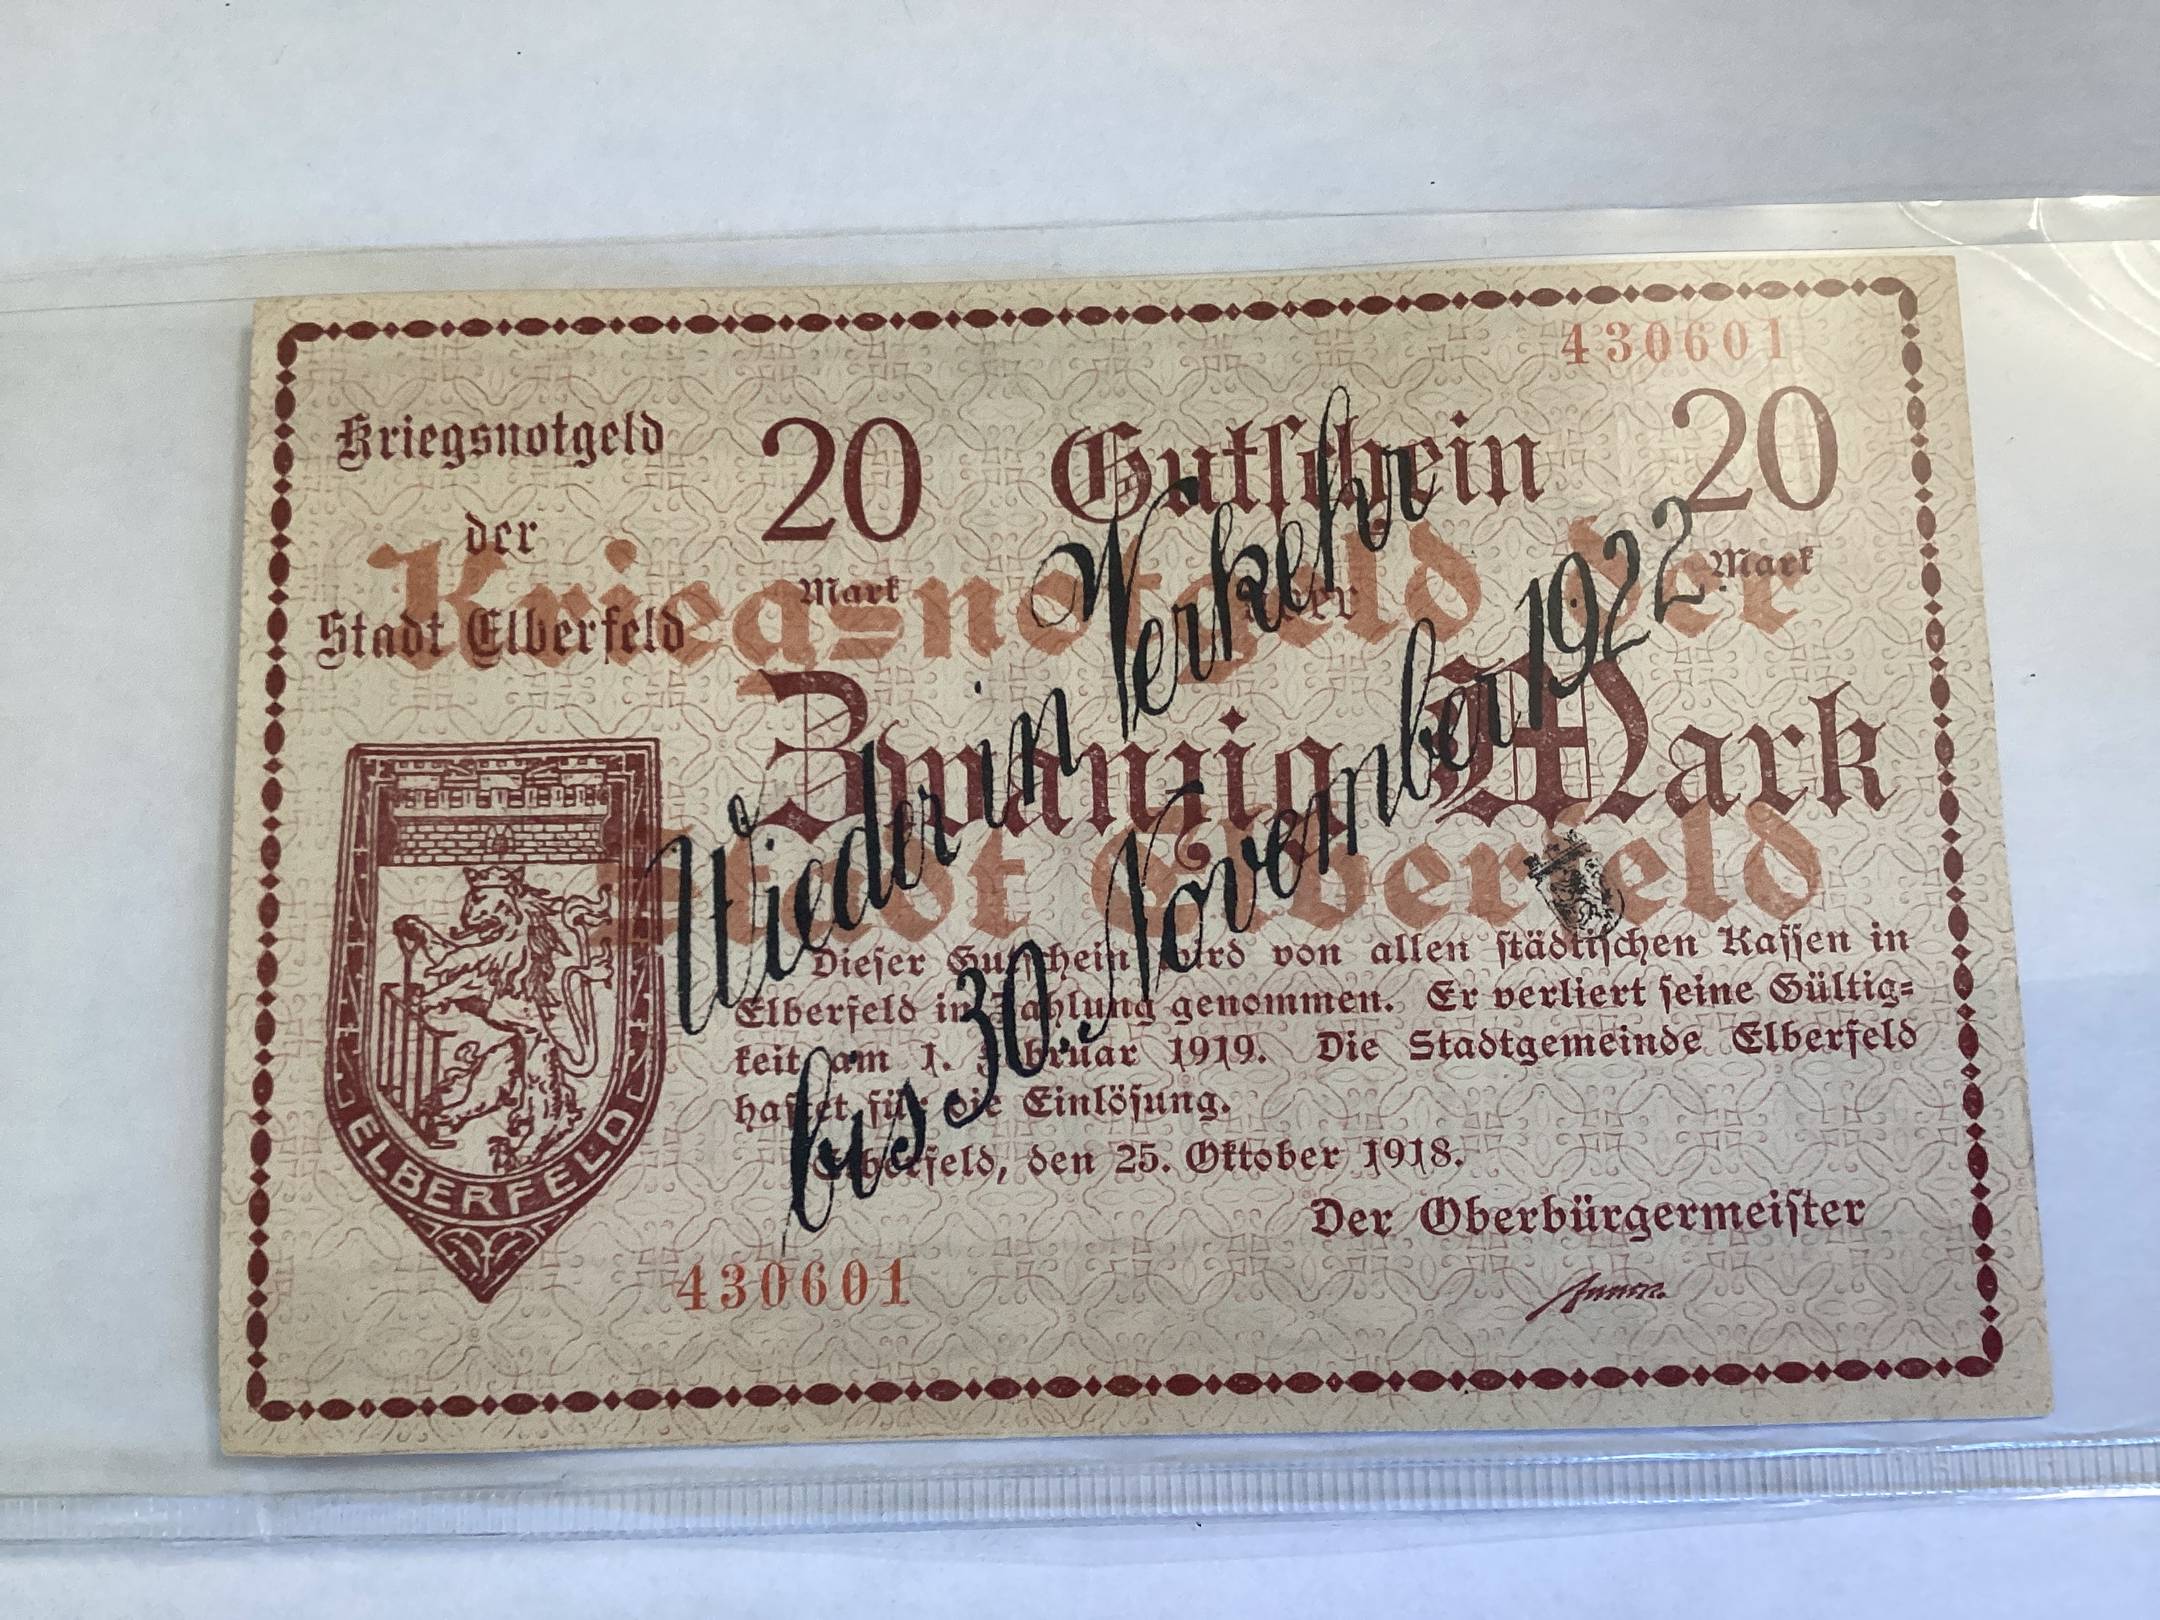 430601
Kriegsnotgeld
der
Stadt Elberfeld
20
Mark
Gutschein
über
20
Mark
Zwanzig Mark
Kriegsnotgeld der
Stadt Elberfeld
Wieder in Verkehr
bis 30. November 1922
Dieser Gutschein wird von allen städtischen Kassen in
Elberfeld in Zahlung genommen. Er verliert seine Gültig=
keit am 1. Februar 1919. Die Stadtgemeinde Elberfeld
haftet für die Einlösung.
Elberfeld, den 25. Oktober 1918.
Der Oberbürgermeister
ELBERFELD
430601